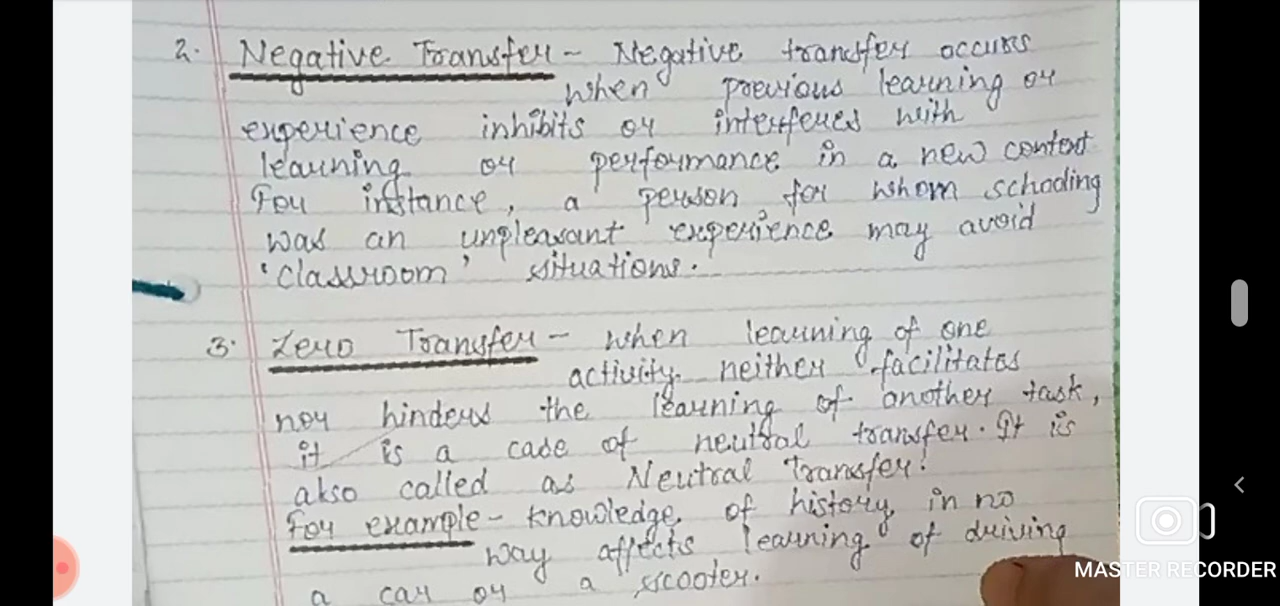 2. Negative Transfer - Negative transfer occurs
when previous learning or
experience inhibits or interferes with
learning or performance in a new context
For instance, a person for whom schooling
was an unpleasant experience may avoid
'classroom' situations.
3. Zero Transfer - when learning of one
activity neither facilitates
nor hinders the learning of another task,
it is a case of neutral transfer. It is
also called as Neutral Transfer.
For example - knowledge of history in no
way affects learning of driving
a car or a scooter.
MASTER RECORDER